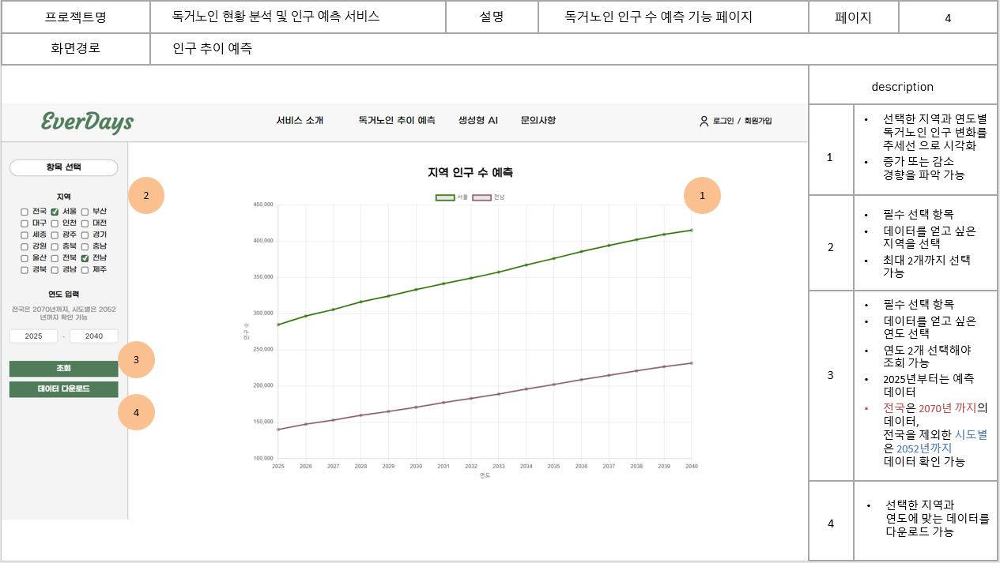 프로젝트명 독거노인 현황 분석 및 인구 예측 서비스 설명 독거노인 인구 수 예측 기능 페이지 페이지 4
화면경로 인구 추이 예측
EverDays 서비스 소개 독거노인 추이 예측 생성형 AI 문의사항 로그인 / 회원가입
항목 선택
지역
전국 서울 부산
대구 인천 대전
세종 광주 경기
강원 충북 충남
울산 전북 전남
경북 경남 제주
연도 입력
전국은 2070년까지, 시도별은 2052
년까지 확인 가능
2025 - 2040
조회
데이터 다운로드
2
3
4
지역 인구 수 예측
서울 전남
1
450,000
400,000
350,000
300,000
250,000
200,000
150,000
100,000
인구 수
2025 2026 2027 2028 2029 2030 2031 2032 2033 2034 2035 2036 2037 2038 2039 2040
연도
description
1
• 선택한 지역과 연도별
독거노인 인구 변화를
추세선 으로 시각화
• 증가 또는 감소
경향을 파악 가능
2
• 필수 선택 항목
• 데이터를 얻고 싶은
지역을 선택
• 최대 2개까지 선택
가능
3
• 필수 선택 항목
• 데이터를 얻고 싶은
연도 선택
• 연도 2개 선택해야
조회 가능
• 2025년부터는 예측
데이터
• 전국은 2070년 까지의
데이터,
전국을 제외한 시도별
은 2052년까지
데이터 확인 가능
4
• 선택한 지역과
연도에 맞는 데이터를
다운로드 가능